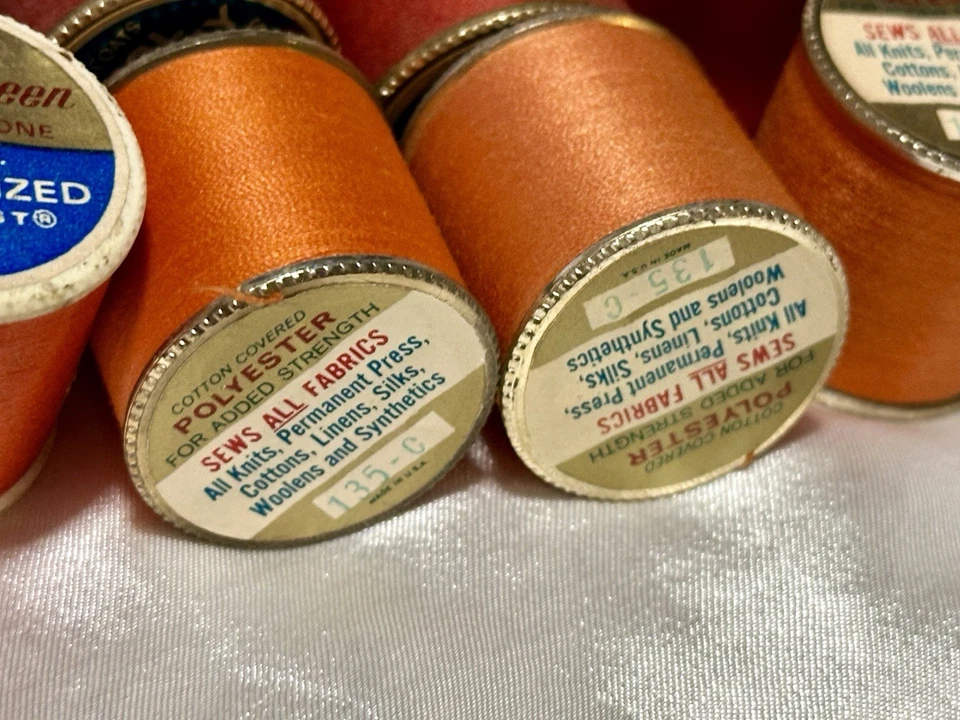 een
ONE
IZED
ST®
OATS
COTTON COVERED
POLYESTER
FOR ADDED STRENGTH
SEWS ALL FABRICS
All Knits, Permanent Press,
Cottons, Linens, Silks,
Woolens and Synthetics
135-C
MADE IN U.S.A.
COTTON COVERED
POLYESTER
FOR ADDED STRENGTH
SEWS ALL FABRICS
All Knits, Permanent Press,
Cottons, Linens, Silks,
Woolens and Synthetics
135-C
MADE IN U.S.A.
SEWS ALL
All Knits, Per
Cottons,
Woolens